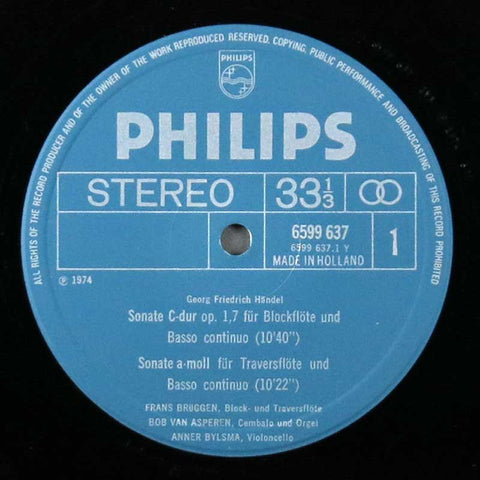 ALL RIGHTS OF THE RECORD PRODUCER AND OF THE OWNER OF THE WORK REPRODUCED RESERVED. COPYING, PUBLIC PERFORMANCE AND BROADCASTING OF THIS RECORD PROHIBITED
PHILIPS
PHILIPS
STEREO 33 1/3
6599 637
6599 637.1 Y
MADE IN HOLLAND
1
℗ 1974
Georg Friedrich Händel
Sonate C-dur op. 1,7 für Blockflöte und
Basso continuo (10'40")
Sonate a-moll für Traversflöte und
Basso continuo (10'22")
FRANS BRÜGGEN, Block- und Traversflöte
BOB VAN ASPEREN, Cembalo und Orgel
ANNER BYLSMA, Violoncello